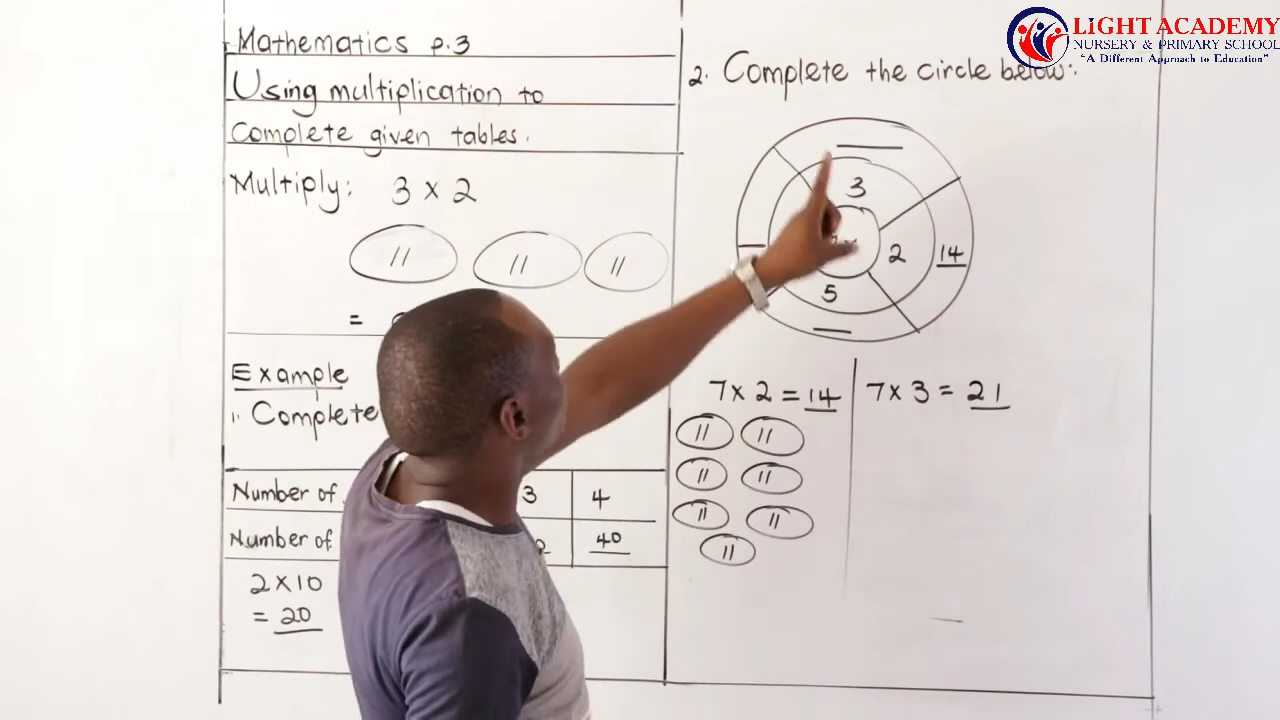 Mathematics p.3
Using multiplication to
Complete given tables.
Multiply: 3 x 2
11 11 11
=
Example
1. Complete
Number of 3 4
Number of 40
2 x 10
= 20
LIGHT ACADEMY
NURSERY & PRIMARY SCHOOL
"A Different Approach to Education"
2. Complete the circle below:
3
2 14
5
7 x 2 = 14
7 x 3 = 21
11 11
11 11
11 11
11